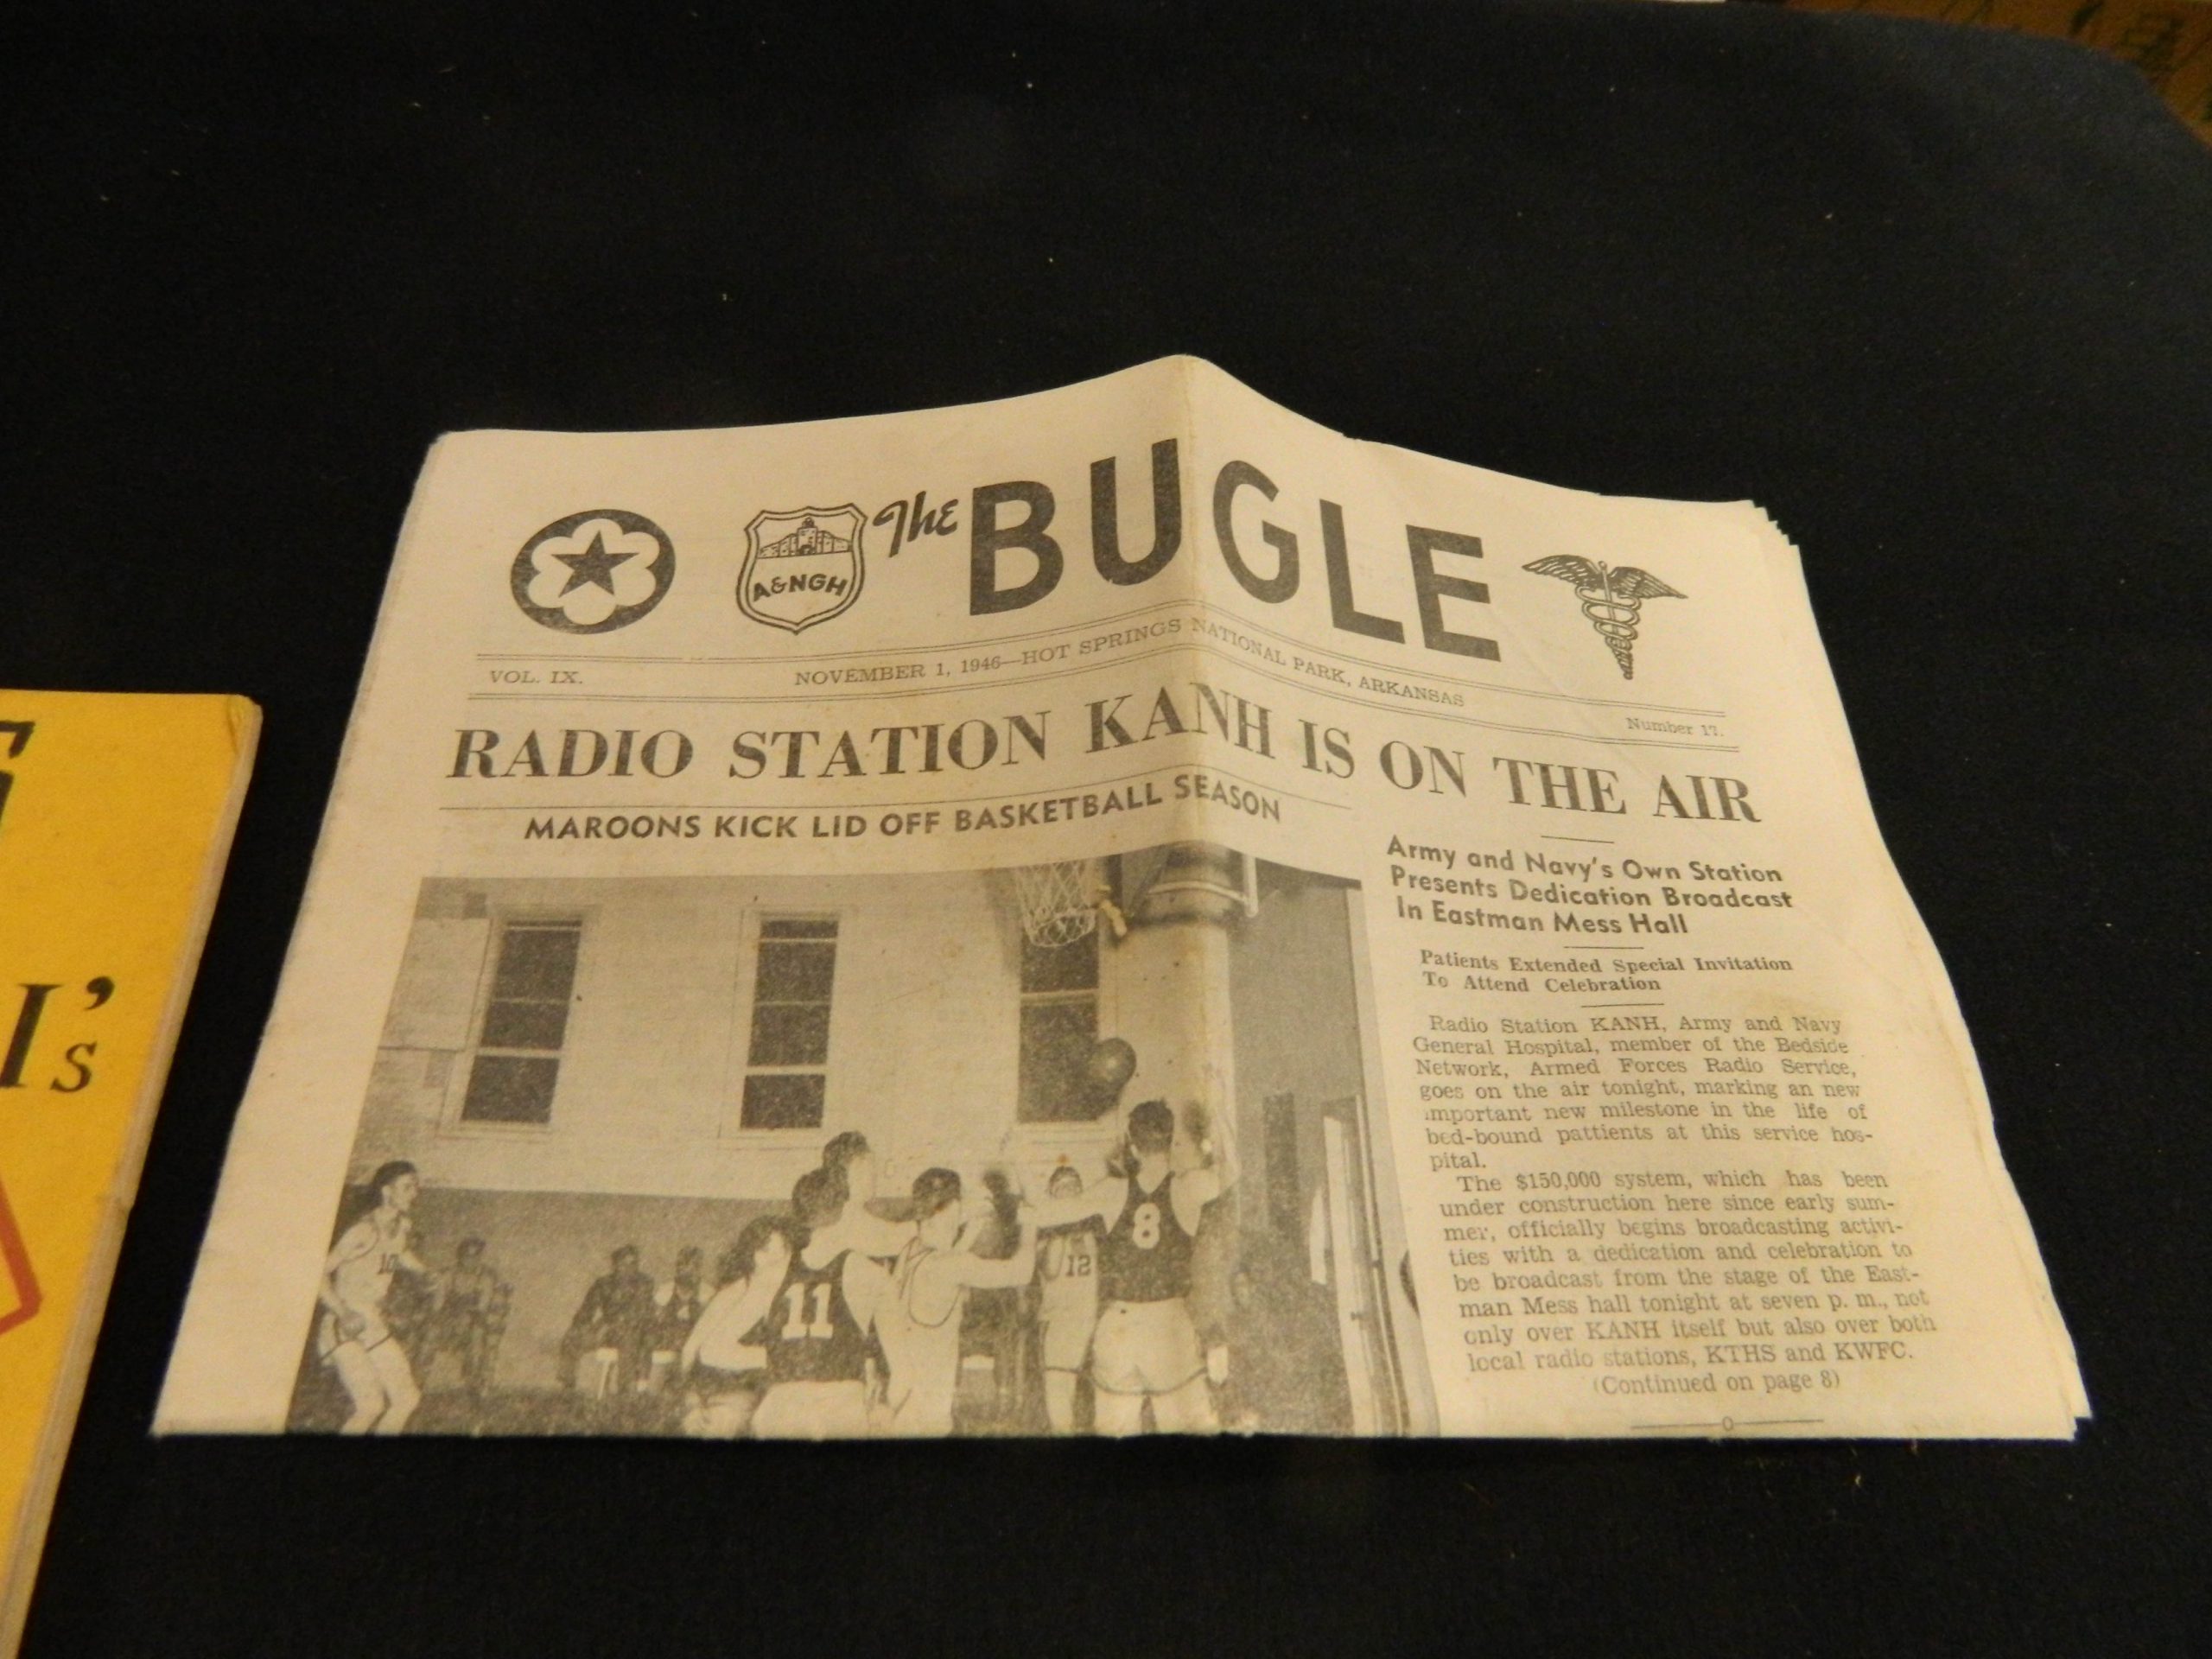 I's
The BUGLE
A&NGH
VOL. IX.
NOVEMBER 1, 1946—HOT SPRINGS NATIONAL PARK, ARKANSAS
Number 17.
RADIO STATION KANH IS ON THE AIR
MAROONS KICK LID OFF BASKETBALL SEASON
10
11
12
8
Army and Navy's Own Station
Presents Dedication Broadcast
In Eastman Mess Hall
Patients Extended Special Invitation
To Attend Celebration
Radio Station KANH, Army and Navy
General Hospital, member of the Bedside
Network, Armed Forces Radio Service,
goes on the air tonight, marking an new
important new milestone in the life of
bed-bound pattients at this service hos-
pital.
The $150,000 system, which has been
under construction here since early sum-
mer, officially begins broadcasting activi-
ties with a dedication and celebration to
be broadcast from the stage of the East-
man Mess hall tonight at seven p. m., not
only over KANH itself but also over both
local radio stations, KTHS and KWFC.
(Continued on page 8)